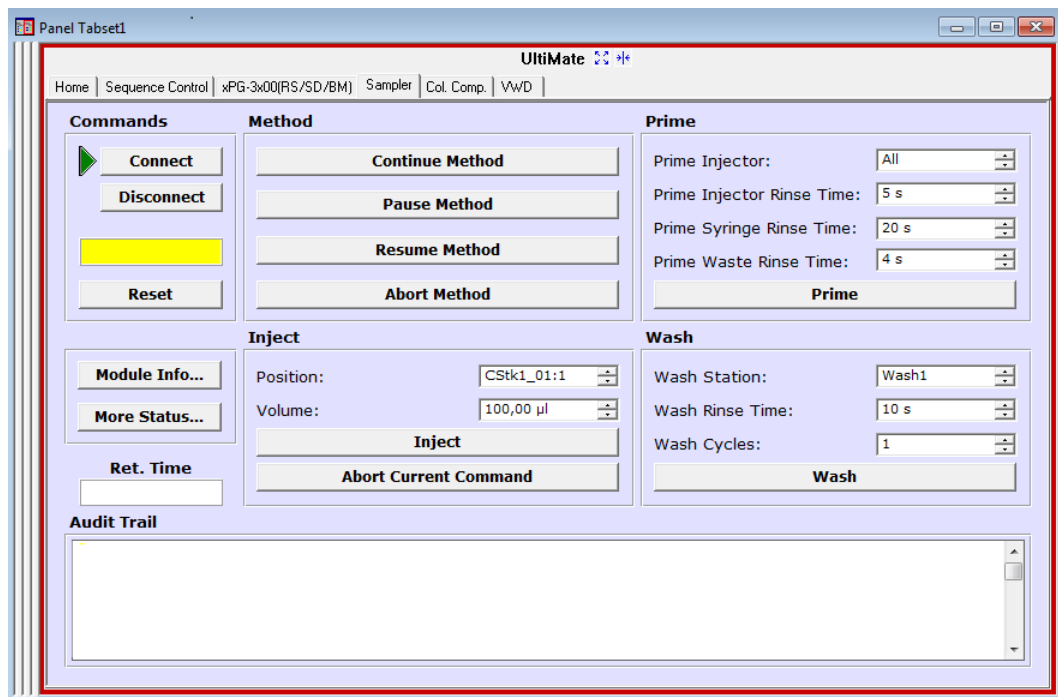 Panel Tabset1
UltiMate
Home
Sequence Control
xPG-3x00(RS/SD/BM)
Sampler
Col. Comp.
VWD
Commands
Connect
Disconnect
Reset
Module Info...
More Status...
Ret. Time
Method
Continue Method
Pause Method
Resume Method
Abort Method
Inject
Position: CStk1_01:1
Volume: 100,00 µl
Inject
Abort Current Command
Prime
Prime Injector: All
Prime Injector Rinse Time: 5 s
Prime Syringe Rinse Time: 20 s
Prime Waste Rinse Time: 4 s
Prime
Wash
Wash Station: Wash1
Wash Rinse Time: 10 s
Wash Cycles: 1
Wash
Audit Trail